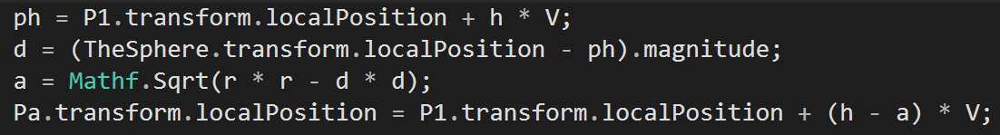 ph = P1.transform.localPosition + h * V;
d = (TheSphere.transform.localPosition - ph).magnitude;
a = Mathf.Sqrt(r * r - d * d);
Pa.transform.localPosition = P1.transform.localPosition + (h - a) * V;